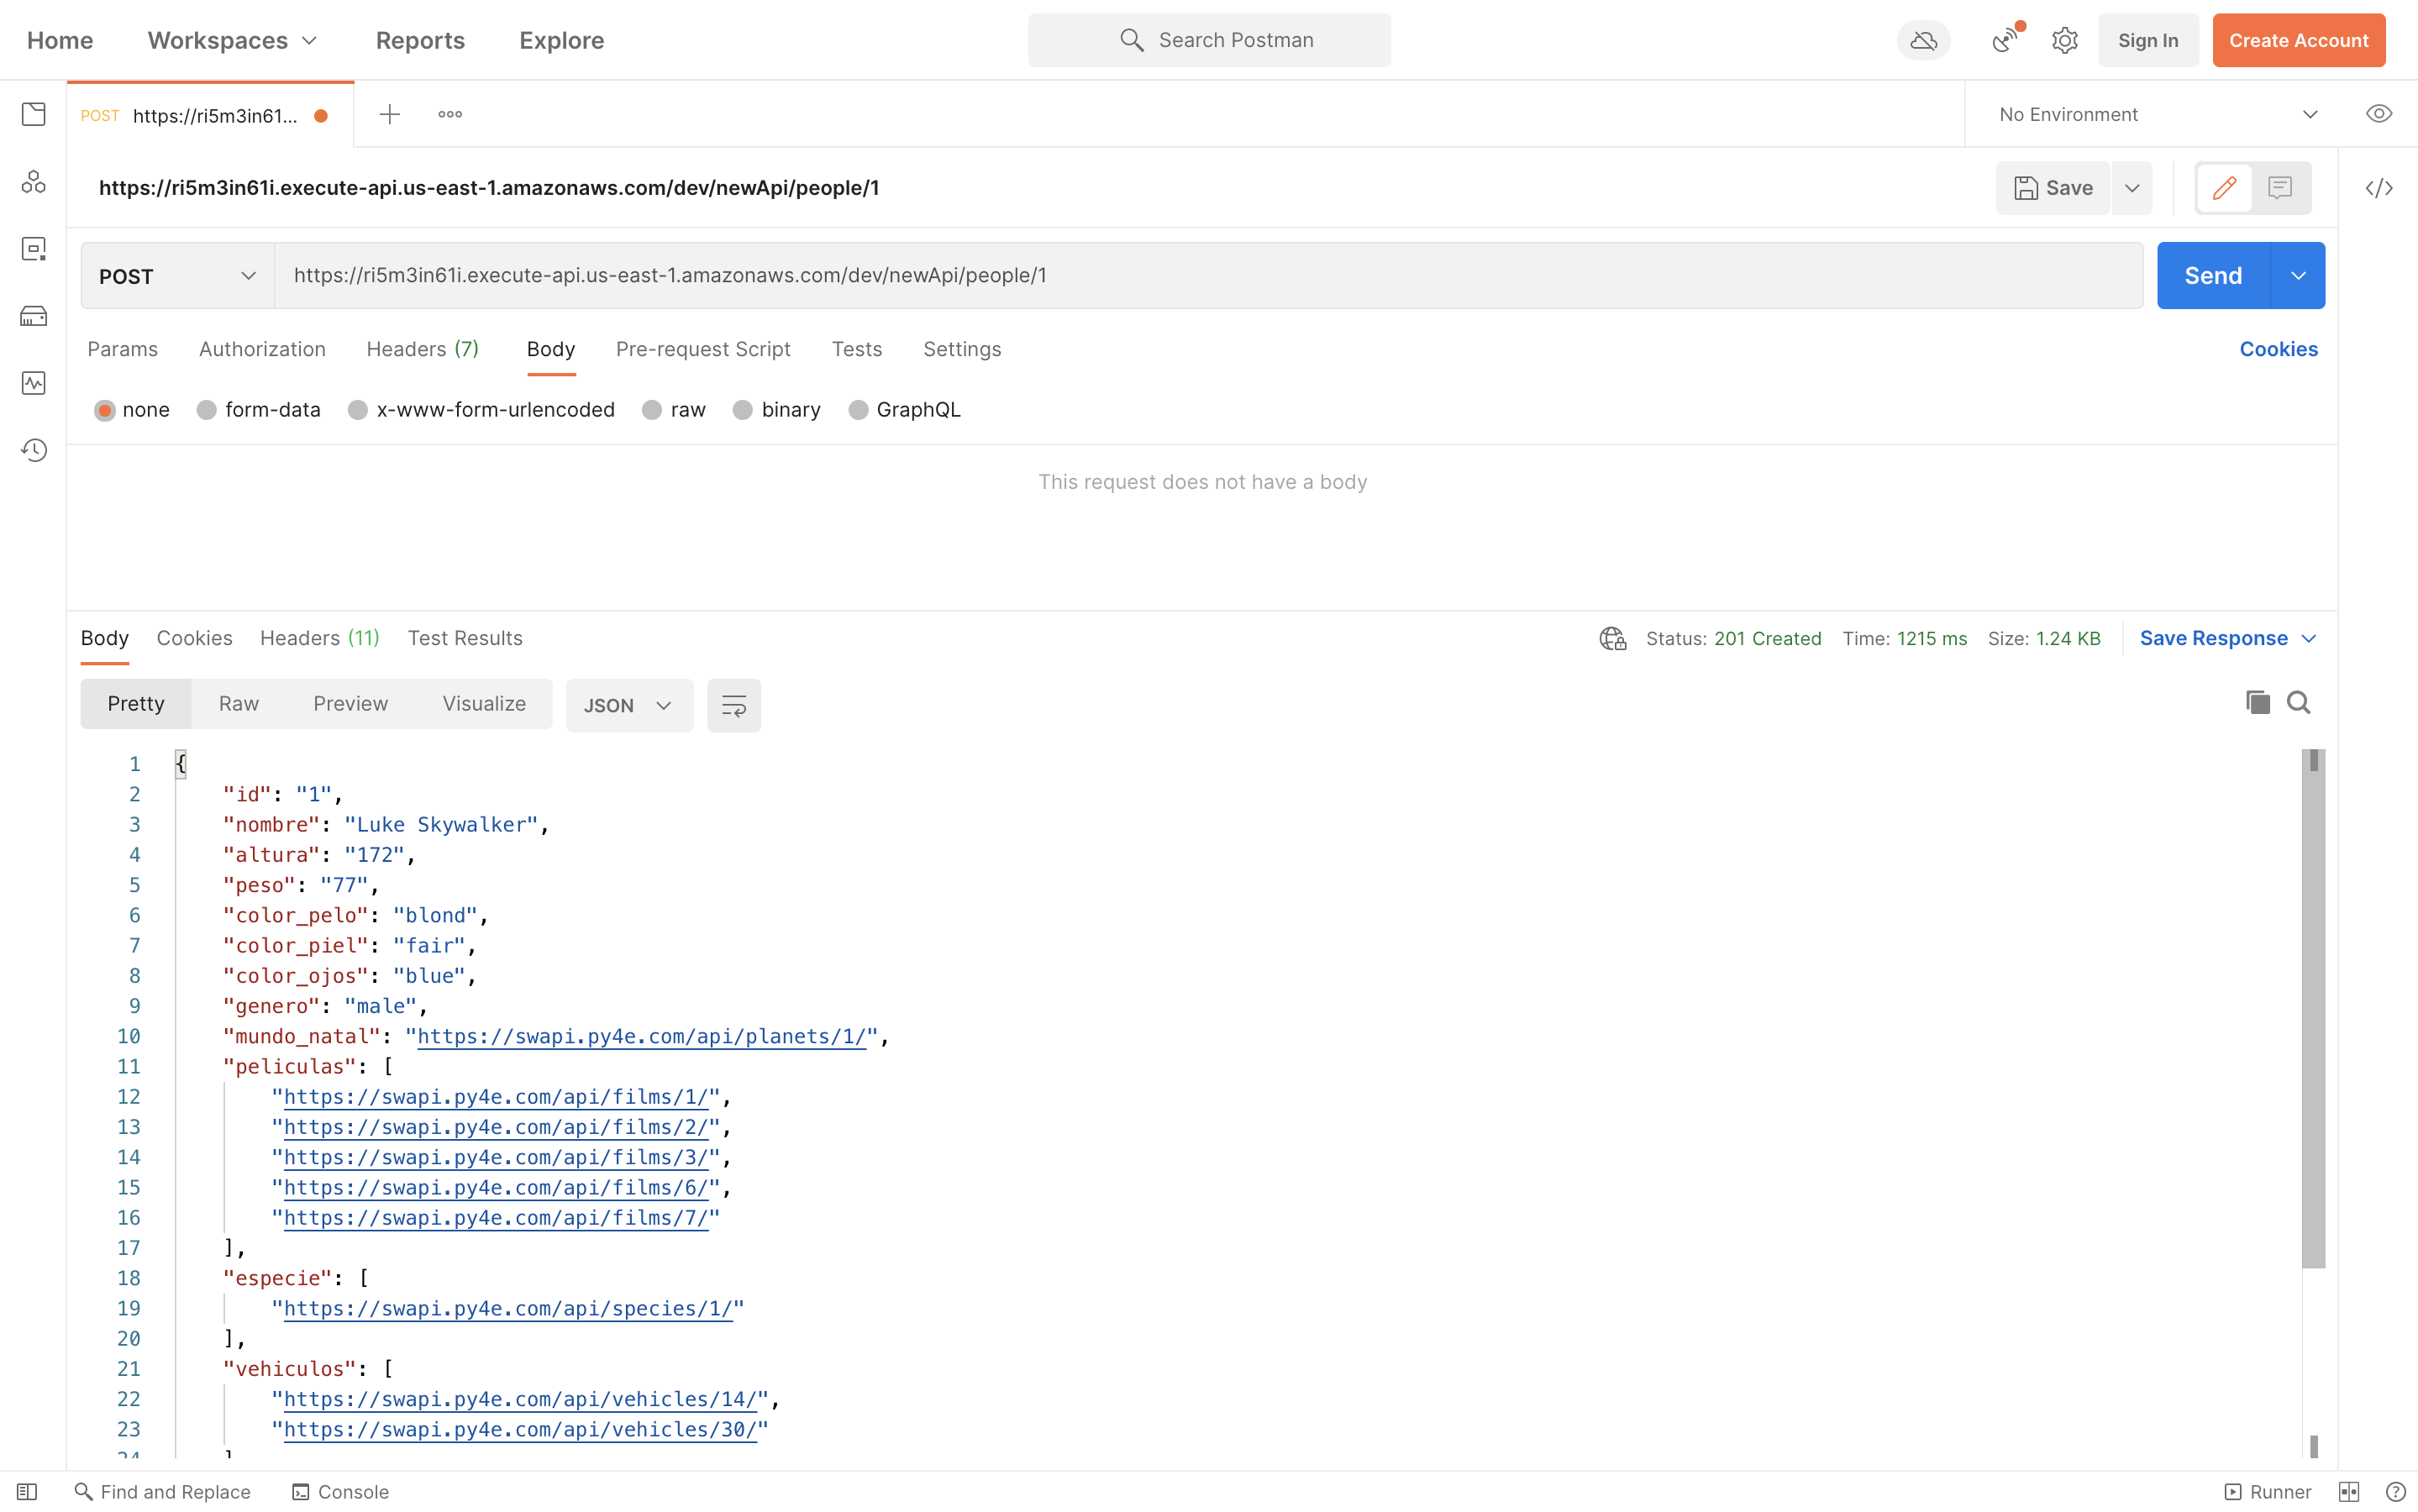 Home Workspaces Reports Explore Search Postman Sign In Create Account
POST https://ri5m3in61... No Environment
https://ri5m3in61i.execute-api.us-east-1.amazonaws.com/dev/newApi/people/1 Save
POST https://ri5m3in61i.execute-api.us-east-1.amazonaws.com/dev/newApi/people/1 Send
Params Authorization Headers (7) Body Pre-request Script Tests Settings Cookies
none form-data x-www-form-urlencoded raw binary GraphQL
This request does not have a body
Body Cookies Headers (11) Test Results Status: 201 Created Time: 1215 ms Size: 1.24 KB Save Response
Pretty Raw Preview Visualize JSON
1 {
2 "id": "1",
3 "nombre": "Luke Skywalker",
4 "altura": "172",
5 "peso": "77",
6 "color_pelo": "blond",
7 "color_piel": "fair",
8 "color_ojos": "blue",
9 "genero": "male",
10 "mundo_natal": "https://swapi.py4e.com/api/planets/1/",
11 "peliculas": [
12 "https://swapi.py4e.com/api/films/1/",
13 "https://swapi.py4e.com/api/films/2/",
14 "https://swapi.py4e.com/api/films/3/",
15 "https://swapi.py4e.com/api/films/6/",
16 "https://swapi.py4e.com/api/films/7/"
17 ],
18 "especie": [
19 "https://swapi.py4e.com/api/species/1/"
20 ],
21 "vehiculos": [
22 "https://swapi.py4e.com/api/vehicles/14/",
23 "https://swapi.py4e.com/api/vehicles/30/"
24 ]
Find and Replace Console Runner